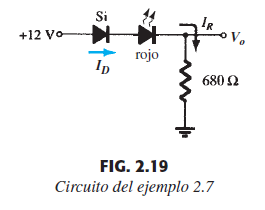 Si
+12 V
I_D
rojo
I_R
V_o
680 Ω
FIG. 2.19
Circuito del ejemplo 2.7